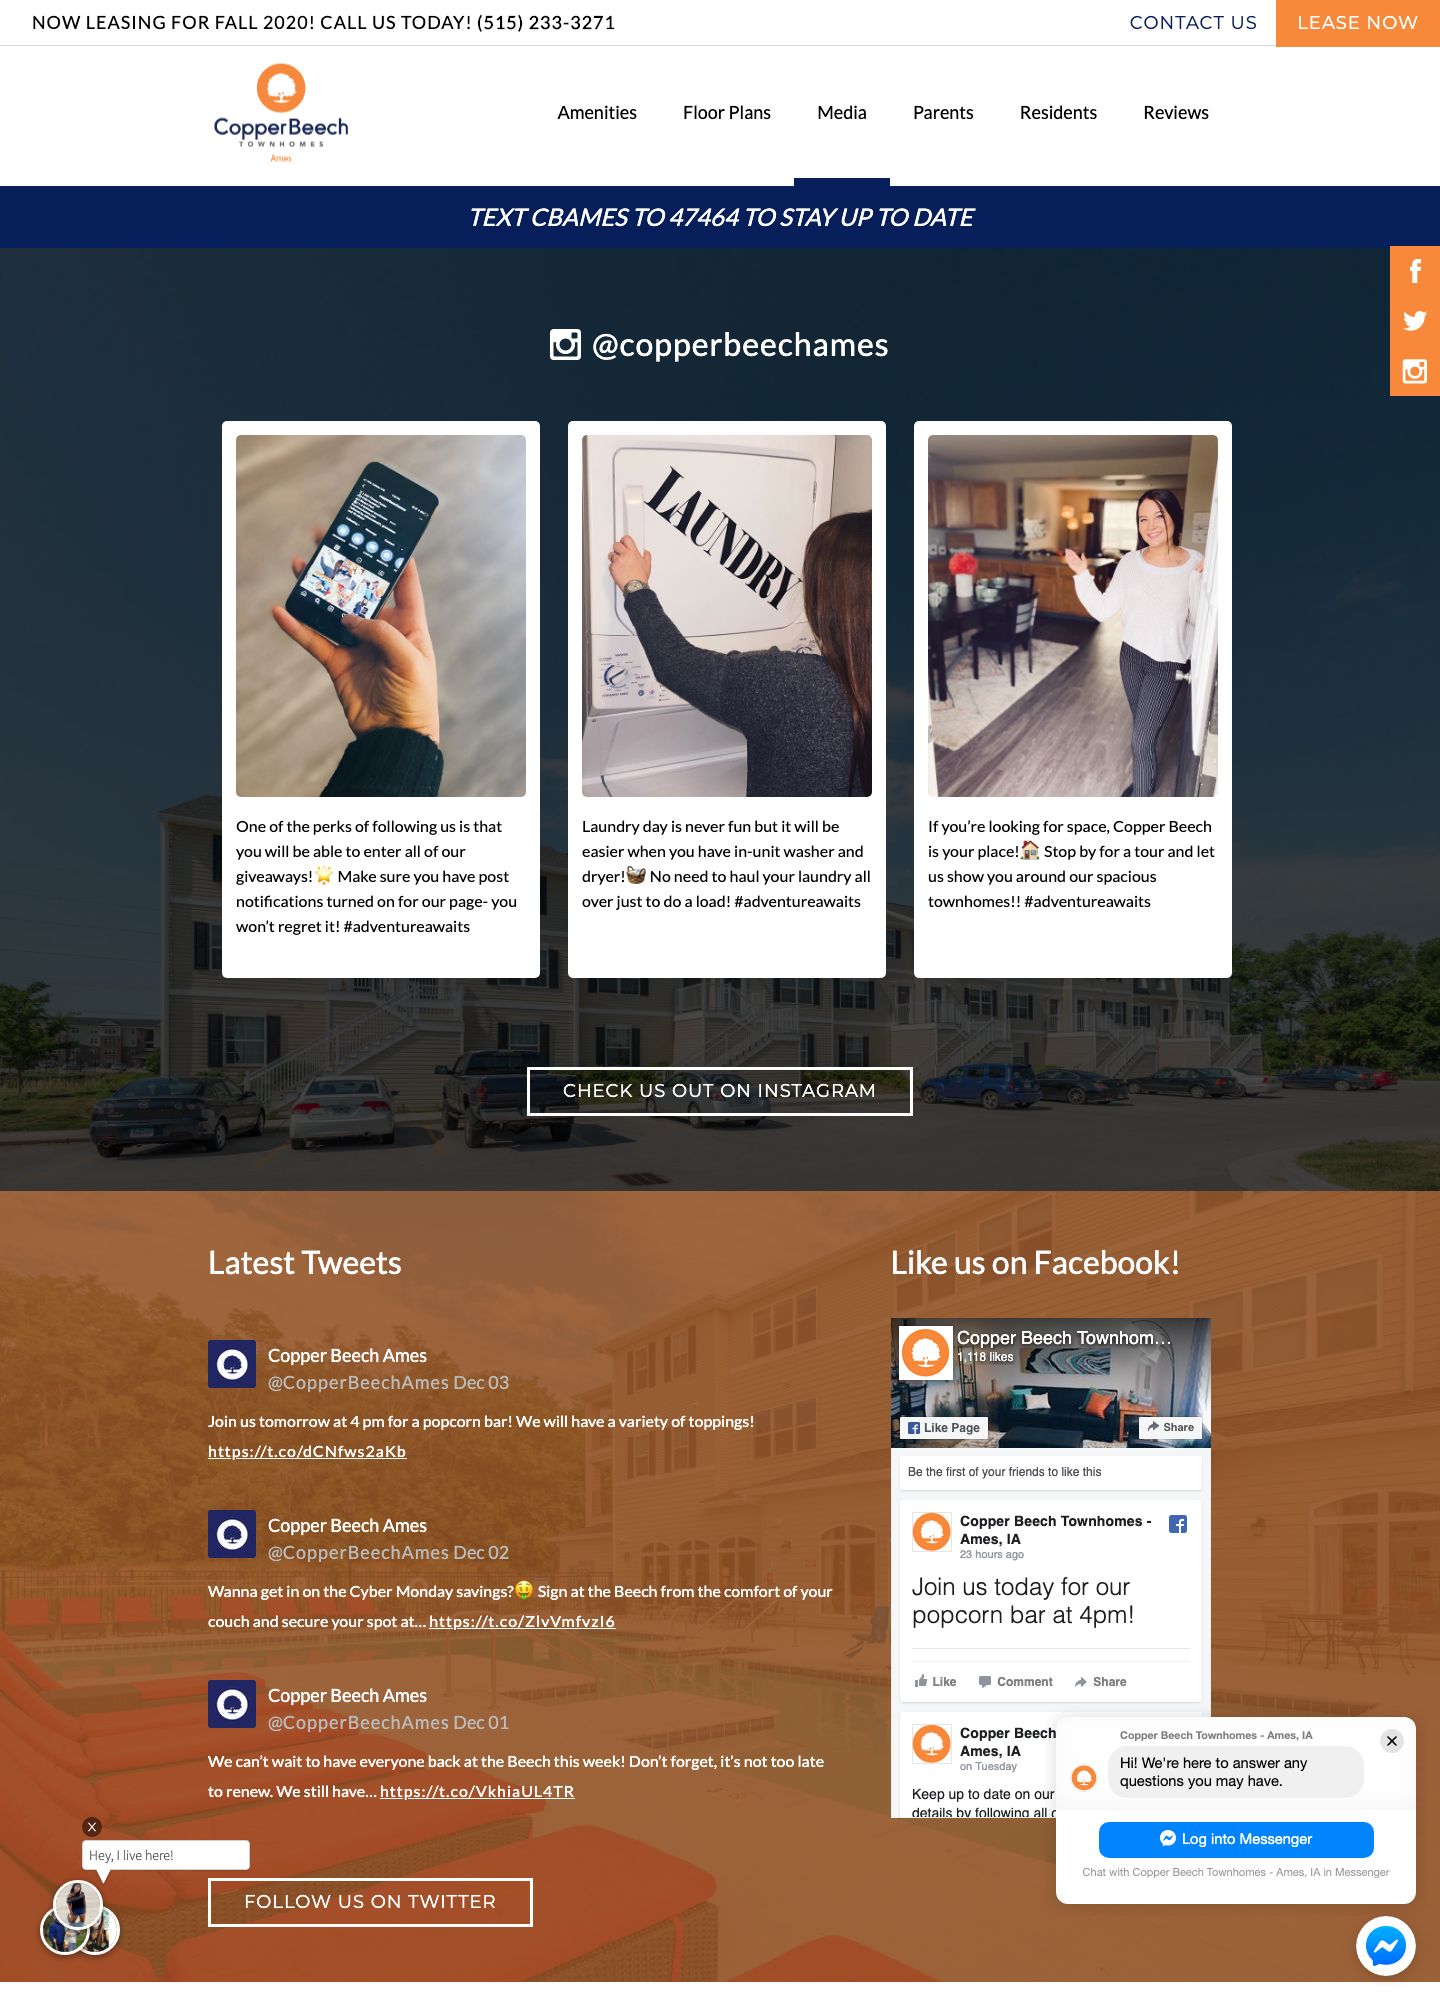 NOW LEASING FOR FALL 2020! CALL US TODAY! (515) 233-3271
CONTACT US
LEASE NOW
CopperBeech
TOWNHOMES
Ames
Amenities
Floor Plans
Media
Parents
Residents
Reviews
TEXT CBAMES TO 47464 TO STAY UP TO DATE
@copperbeechames
LAUNDRY
One of the perks of following us is that
you will be able to enter all of our
giveaways!🌟 Make sure you have post
notifications turned on for our page- you
won't regret it! #adventureawaits
Laundry day is never fun but it will be
easier when you have in-unit washer and
dryer!🧺 No need to haul your laundry all
over just to do a load! #adventureawaits
If you’re looking for space, Copper Beech
is your place!🏠 Stop by for a tour and let
us show you around our spacious
townhomes!! #adventureawaits
CHECK US OUT ON INSTAGRAM
Latest Tweets
Copper Beech Ames
@CopperBeechAmes Dec 03
Join us tomorrow at 4 pm for a popcorn bar! We will have a variety of toppings!
https://t.co/dCNfws2aKb
Copper Beech Ames
@CopperBeechAmes Dec 02
Wanna get in on the Cyber Monday savings?🤑 Sign at the Beech from the comfort of your
couch and secure your spot at… https://t.co/ZlvVmfvzI6
Copper Beech Ames
@CopperBeechAmes Dec 01
We can’t wait to have everyone back at the Beech this week! Don’t forget, it’s not too late
to renew. We still have… https://t.co/VkhiaUL4TR
FOLLOW US ON TWITTER
X
Hey, I live here!
Like us on Facebook!
Copper Beech Townhom...
1,118 likes
Like Page
Share
Be the first of your friends to like this
Copper Beech Townhomes -
Ames, IA
23 hours ago
Join us today for our
popcorn bar at 4pm!
Like
Comment
Share
Copper Beech
Ames, IA
on Tuesday
Keep up to date on our
details by following all
Copper Beech Townhomes - Ames, IA
Hi! We're here to answer any
questions you may have.
Log into Messenger
Chat with Copper Beech Townhomes - Ames, IA in Messenger